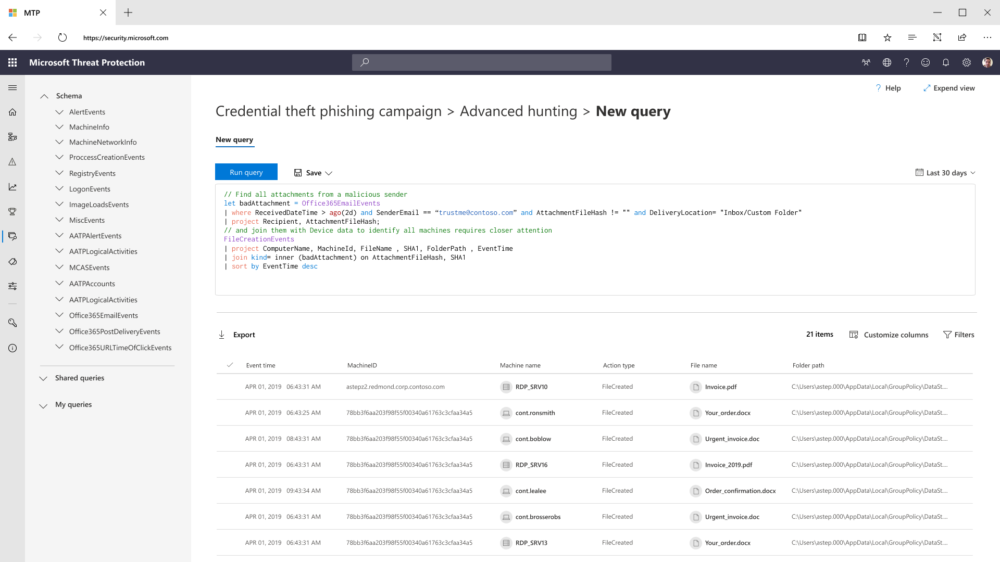 MTP
https://security.microsoft.com
Microsoft Threat Protection
? Help
Expend view
Schema
AlertEvents
MachineInfo
MachineNetworkInfo
ProccessCreationEvents
RegistryEvents
LogonEvents
ImageLoadsEvents
MiscEvents
AATPAlertEvents
AATPLogicalActivities
MCASEvents
AATPAccounts
AATPLogicalActivities
Office365EmailEvents
Office365PostDeliveryEvents
Office365URLTimeOfClickEvents
Shared queries
My queries
Credential theft phishing campaign > Advanced hunting > New query
New query
Run query
Save
Last 30 days
// Find all attachments from a malicious sender
let badAttachment = Office365EmailEvents
| where ReceivedDateTime > ago(2d) and SenderEmail == “trustme@contoso.com” and AttachmentFileHash != "" and DeliveryLocation= "Inbox/Custom Folder"
| project Recipient, AttachmentFileHash;
// and join them with Device data to identify all machines requires closer attention
FileCreationEvents
| project ComputerName, MachineId, FileName , SHA1, FolderPath , EventTime
| join kind= inner (badAttachment) on AttachmentFileHash, SHA1
| sort by EventTime desc
Export
21 items
Customize columns
Filters
Event time MachineID Machine name Action type File name Folder path
APR 01, 2019 06:43:31 AM astepz2.redmond.corp.contoso.com RDP_SRV10 FileCreated Invoice.pdf C:\Users\astep.000\AppData\Local\GroupPolicy\DataSt....
APR 01, 2019 06:43:25 AM 78bb3f6aa203f98f55f00340a61763c3cfaa34a5 cont.ronsmith FileCreated Your_order.docx C:\Users\astep.000\AppData\Local\GroupPolicy\DataSt....
APR 01, 2019 08:43:31 AM 78bb3f6aa203f98f55f00340a61763c3cfaa34a5 cont.boblow FileCreated Urgent_invoice.doc C:\Users\astep.000\AppData\Local\GroupPolicy\DataSt....
APR 01, 2019 06:43:31 AM 78bb3f6aa203f98f55f00340a61763c3cfaa34a5 RDP_SRV16 FileCreated Invoice_2019.pdf C:\Users\astep.000\AppData\Local\GroupPolicy\DataSt....
APR 01, 2019 09:43:34 AM 78bb3f6aa203f98f55f00340a61763c3cfaa34a5 cont.lealee FileCreated Order_confirmation.docx C:\Users\astep.000\AppData\Local\GroupPolicy\DataSt....
APR 01, 2019 06:43:31 AM 78bb3f6aa203f98f55f00340a61763c3cfaa34a5 cont.brosserobs FileCreated Urgent_invoice.doc C:\Users\astep.000\AppData\Local\GroupPolicy\DataSt....
APR 01, 2019 06:43:31 AM 78bb3f6aa203f98f55f00340a61763c3cfaa34a5 RDP_SRV13 FileCreated Your_order.docx C:\Users\astep.000\AppData\Local\GroupPolicy\DataSt....